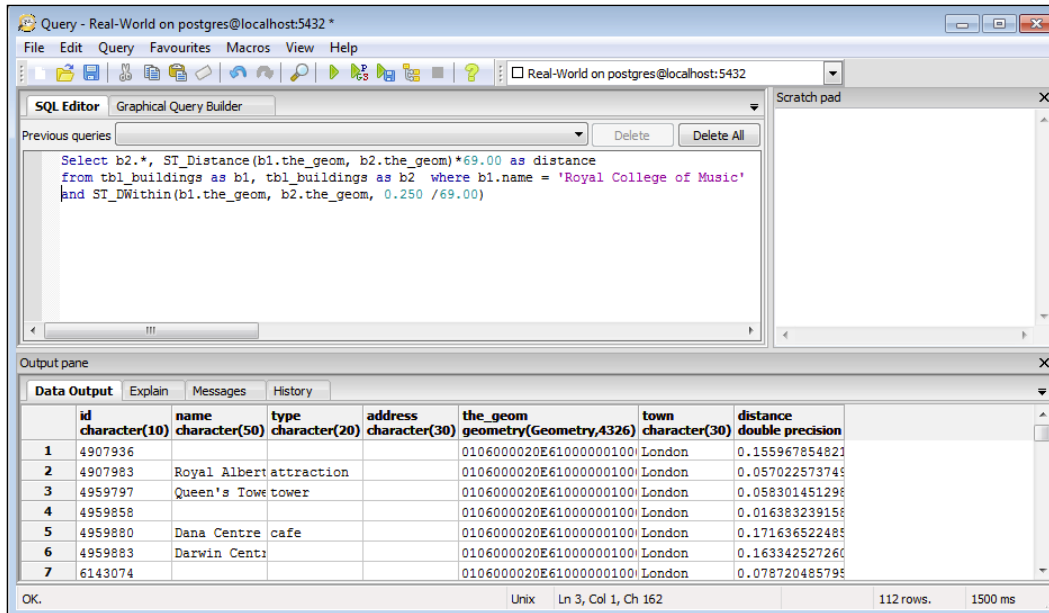 Query - Real-World on postgres@localhost:5432 *
File Edit Query Favourites Macros View Help
Real-World on postgres@localhost:5432
SQL Editor Graphical Query Builder
Scratch pad
Previous queries Delete Delete All
Select b2.*, ST_Distance(b1.the_geom, b2.the_geom)*69.00 as distance
from tbl_buildings as b1, tbl_buildings as b2 where b1.name = 'Royal College of Music'
and ST_DWithin(b1.the_geom, b2.the_geom, 0.250 /69.00)
Output pane
Data Output Explain Messages History
id name type address the_geom town distance
character(10) character(50) character(20) character(30) geometry(Geometry,4326) character(30) double precision
1 4907936 0106000020E61000000100 London 0.155967854821
2 4907983 Royal Albert attraction 0106000020E61000000100 London 0.057022573749
3 4959797 Queen's Towe tower 0106000020E61000000100 London 0.058301451298
4 4959858 0106000020E61000000100 London 0.016383239158
5 4959880 Dana Centre cafe 0106000020E61000000100 London 0.171636522485
6 4959883 Darwin Centr 0106000020E61000000100 London 0.163342527260
7 6143074 0106000020E61000000100 London 0.078720485795
OK. Unix Ln 3, Col 1, Ch 162 112 rows. 1500 ms